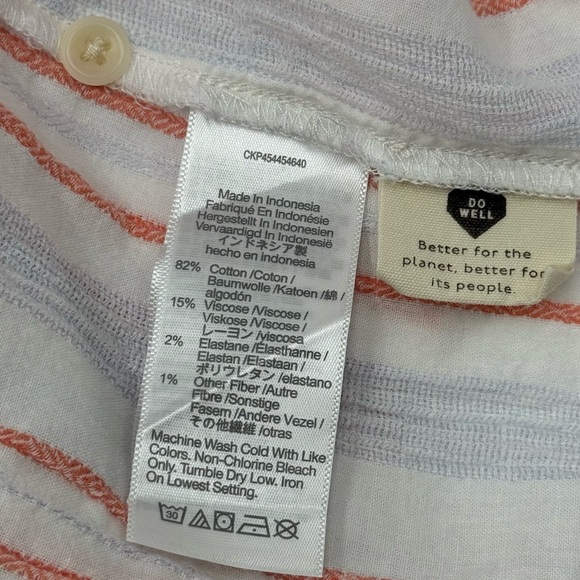 CKP454454640
Made In Indonesia
Fabriqué En Indonésie
Hergestellt In Indonesien
Vervaardigd In Indonesië
インドネシア製
hecho en indonesia
82% Cotton /Coton /
Baumwolle /Katoen /綿 /
algodón
15% Viscose /Viscose /
Viskose /Viscose /
レーヨン /viscosa
2% Elastane /Élasthanne /
Elastan /Elastaan /
ポリウレタン /elastano
1% Other Fiber /Autre
Fibre /Sonstige
Fasern /Andere Vezel /
その他繊維 /otras
Machine Wash Cold With Like
Colors. Non-Chlorine Bleach
Only. Tumble Dry Low. Iron
On Lowest Setting.
30
DO
WELL
Better for the
planet, better for
its people.